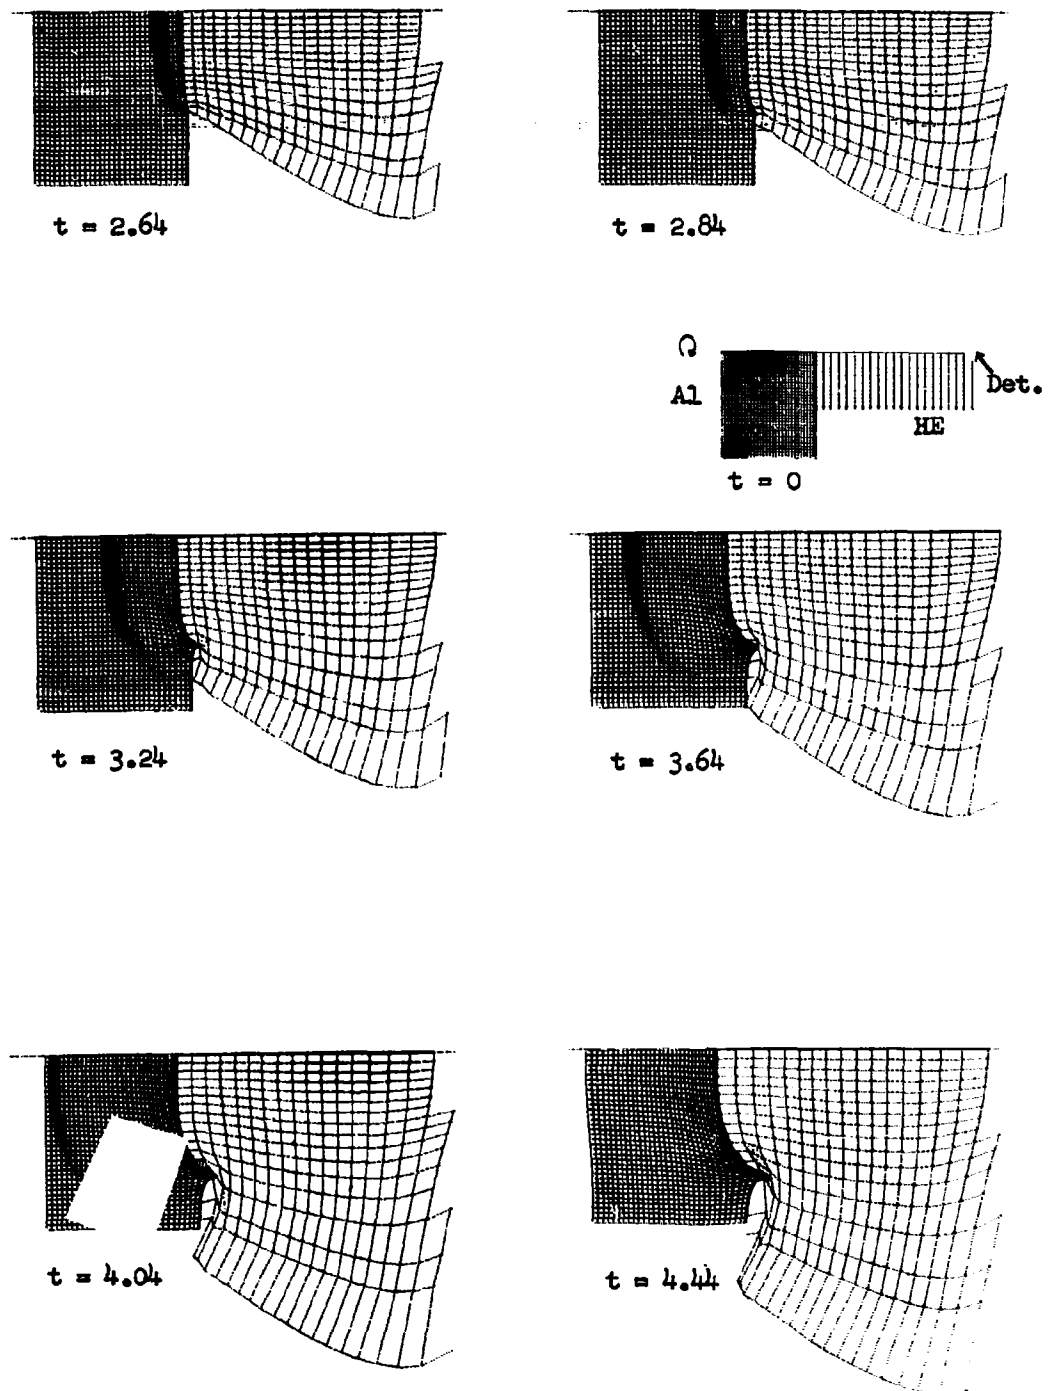 t = 2.64
t = 2.84
Al
Det.
HE
t = 0
t = 3.24
t = 3.64
t = 4.04
t = 4.44